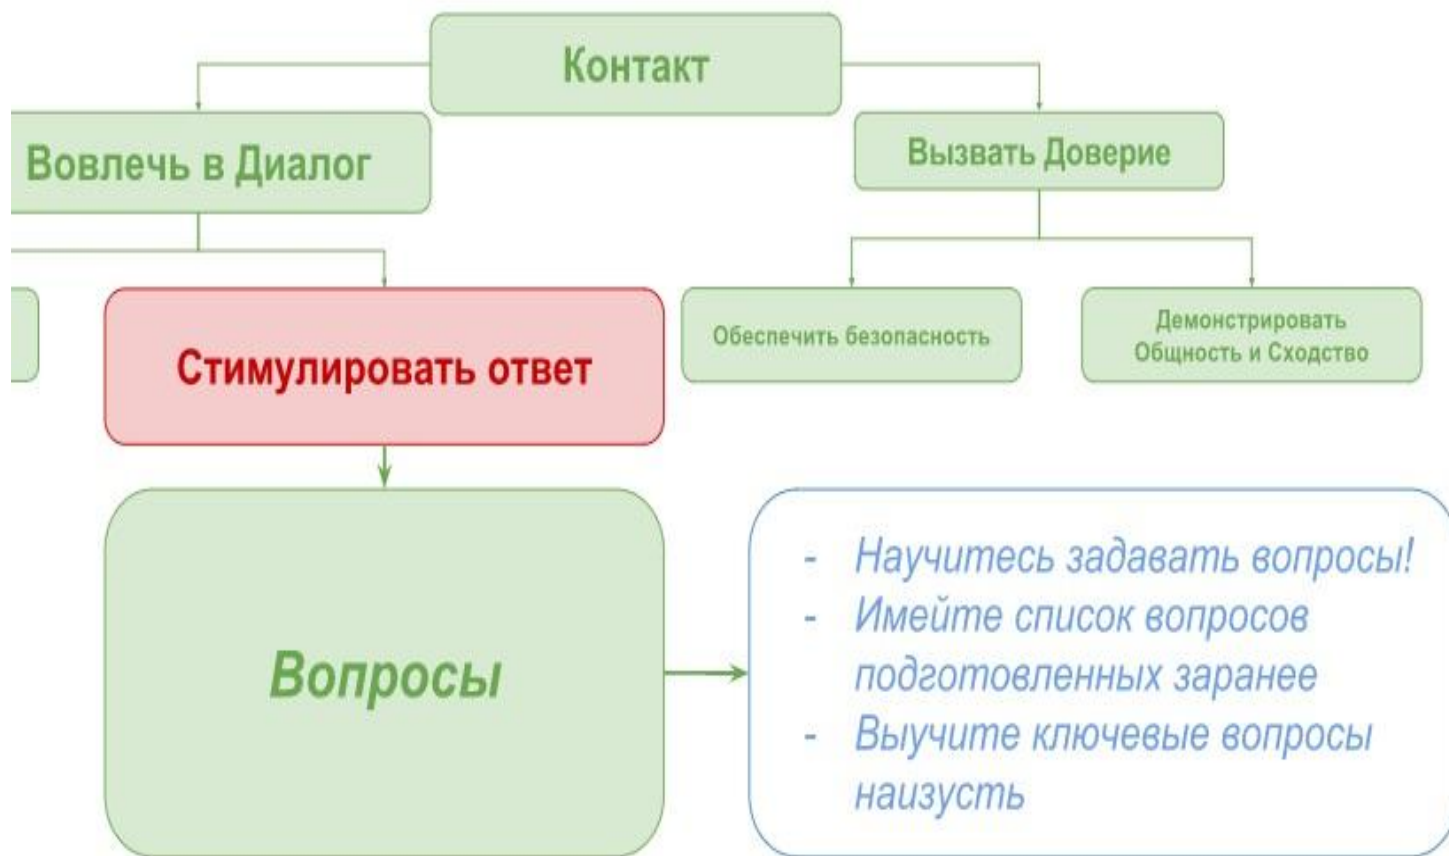 Контакт
Вовлечь в Диалог
Вызвать Доверие
Стимулировать ответ
Обеспечить безопасность
Демонстрировать
Общность и Сходство
Вопросы
- Научитесь задавать вопросы!
- Имейте список вопросов
подготовленных заранее
- Выучите ключевые вопросы
наизусть